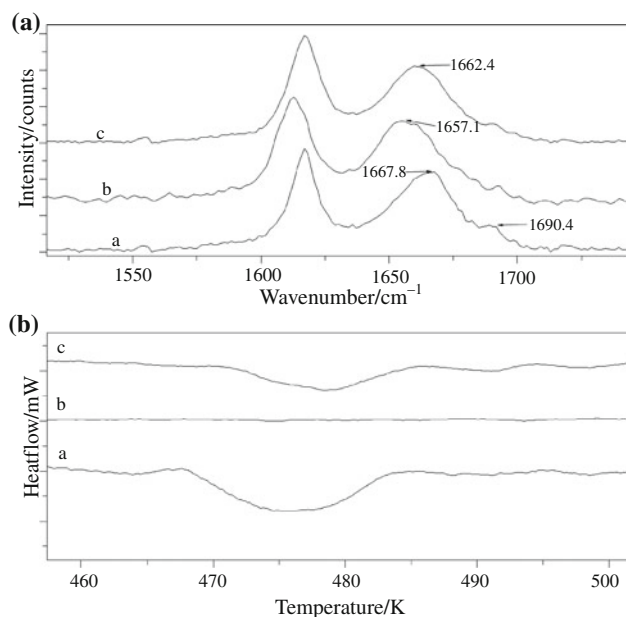 (a)
Intensity/counts
c
1662.4
b
1657.1
1667.8
a
1690.4
1550 1600 1650 1700
Wavenumber/cm⁻¹
(b)
Heatflow/mW
c
b
a
460 470 480 490 500
Temperature/K